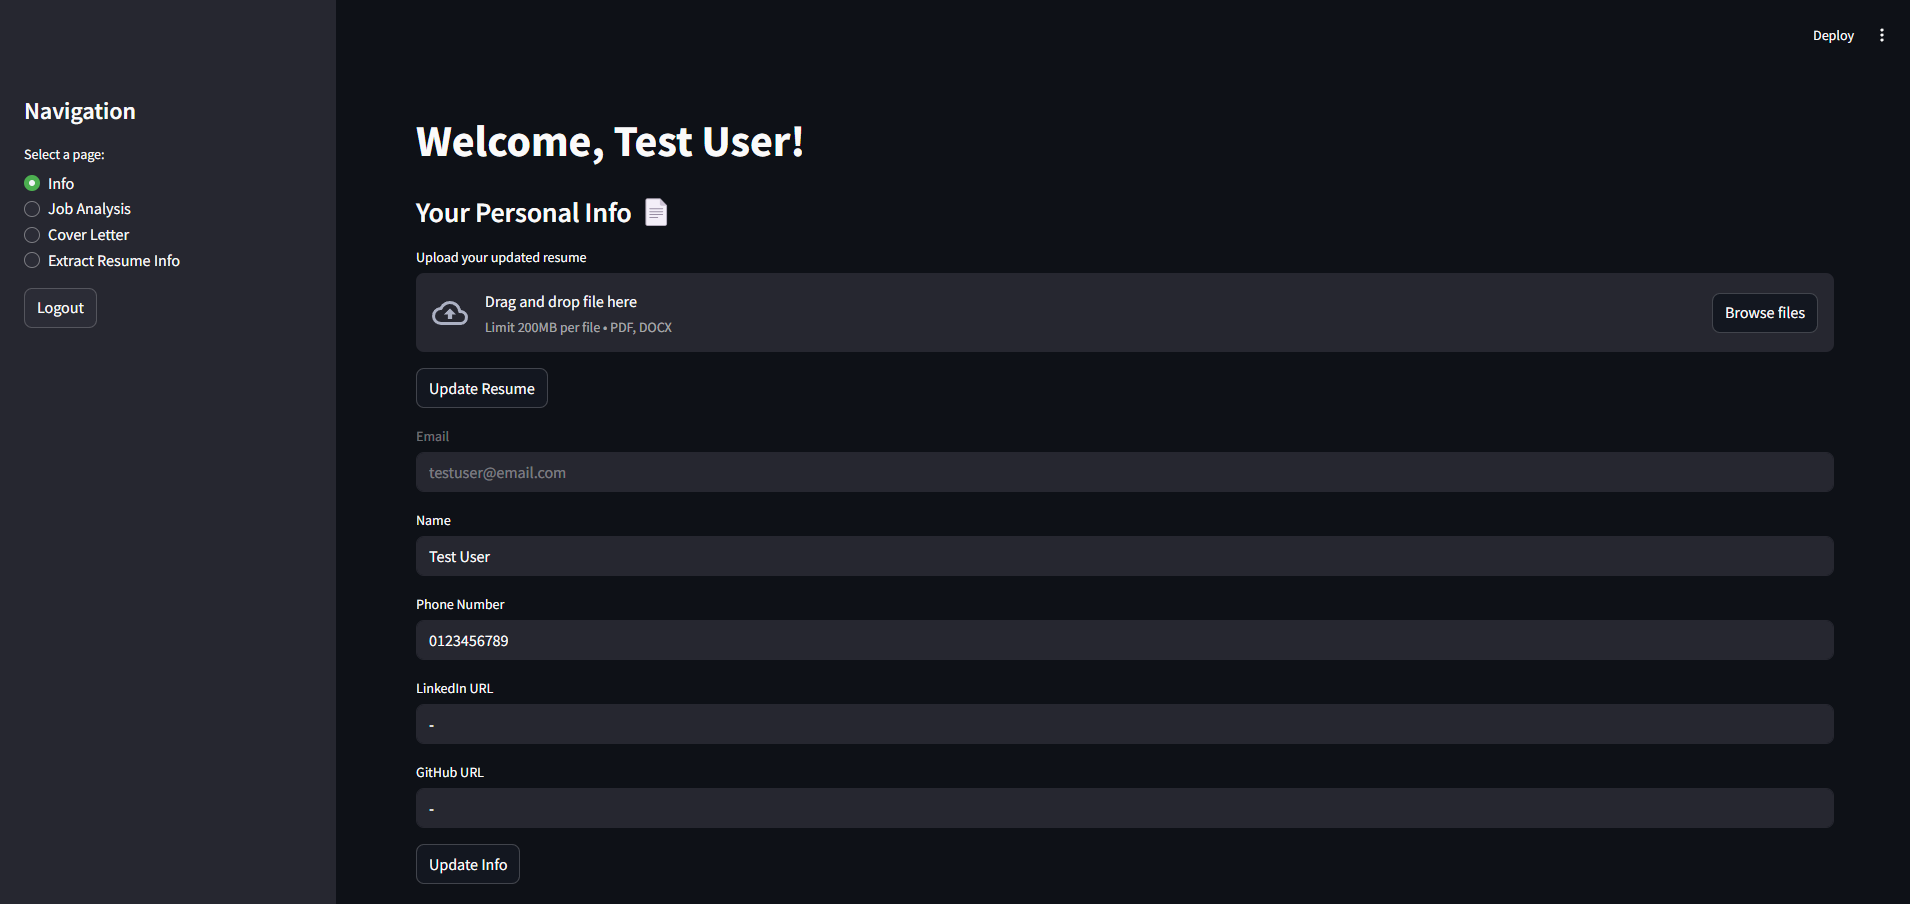 Deploy
Navigation
Select a page:
Info
Job Analysis
Cover Letter
Extract Resume Info
Logout
Welcome, Test User!
Your Personal Info
Upload your updated resume
Drag and drop file here
Limit 200MB per file • PDF, DOCX
Browse files
Update Resume
Email
testuser@email.com
Name
Test User
Phone Number
0123456789
LinkedIn URL
-
GitHub URL
-
Update Info